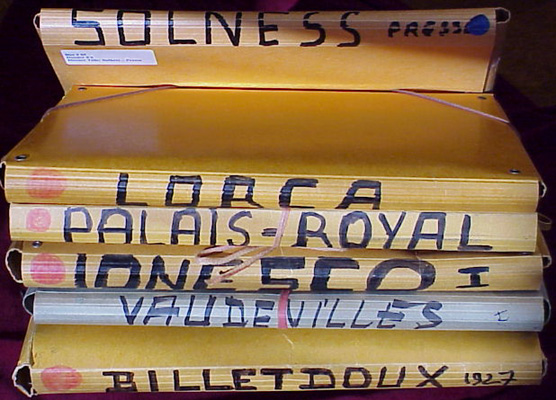 SOLNESS PRESSE
LORCA
PALAIS-ROYAL
IONESCO I
VAUDEVILLES I
BILLETDOUX 1927